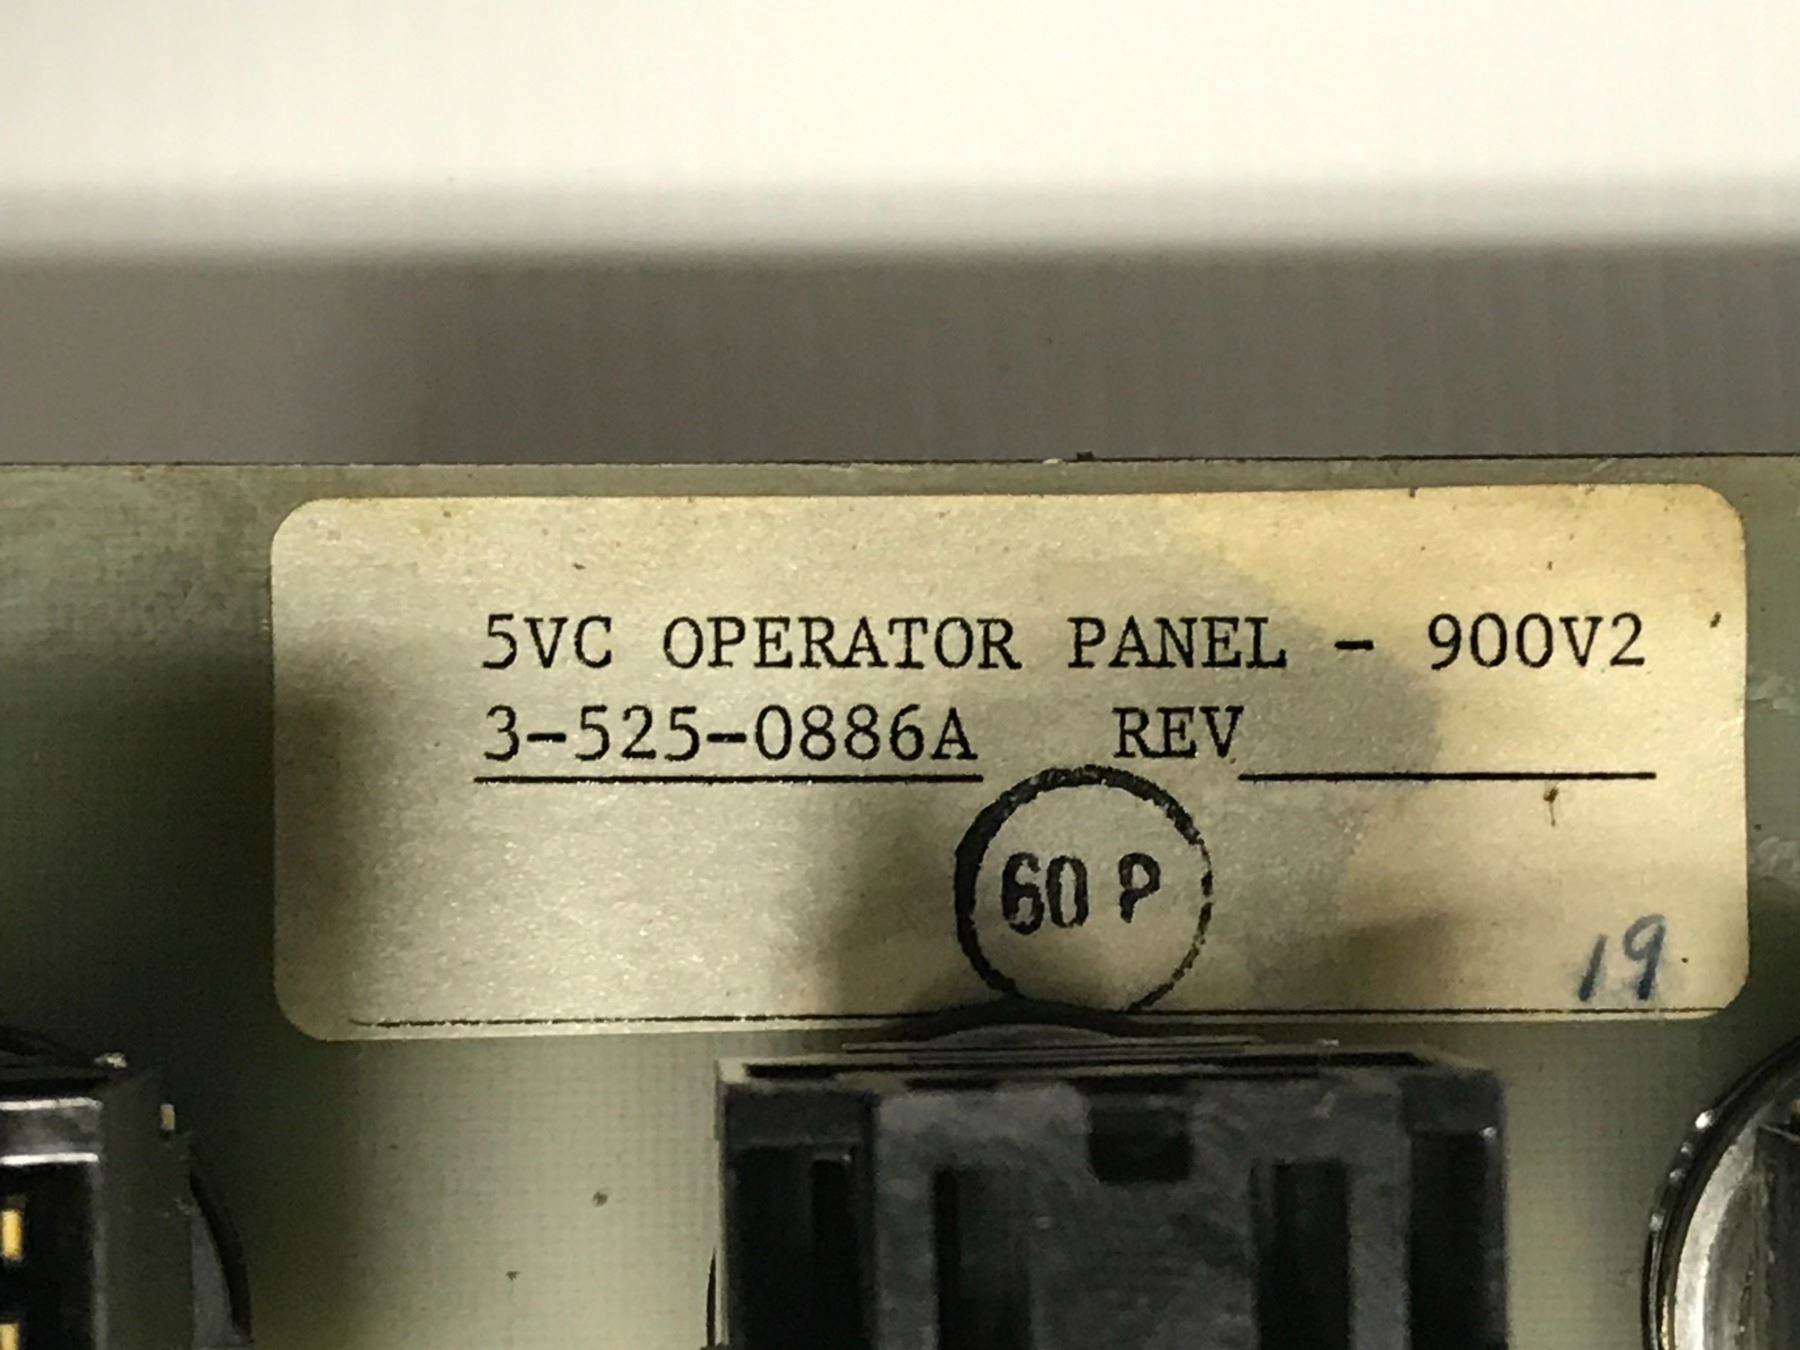 5VC OPERATOR PANEL - 900V2
3-525-0886A REV
60 P
19